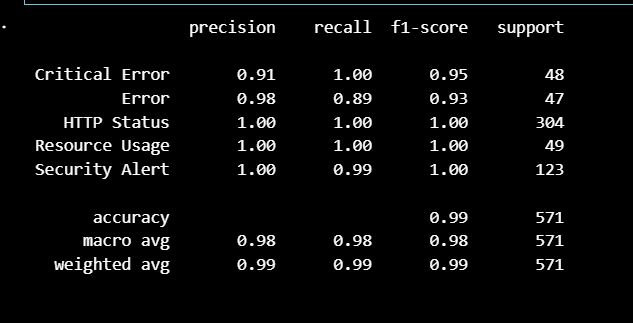 precision recall f1-score support
Critical Error 0.91 1.00 0.95 48
Error 0.98 0.89 0.93 47
HTTP Status 1.00 1.00 1.00 304
Resource Usage 1.00 1.00 1.00 49
Security Alert 1.00 0.99 1.00 123
accuracy 0.99 571
macro avg 0.98 0.98 0.98 571
weighted avg 0.99 0.99 0.99 571